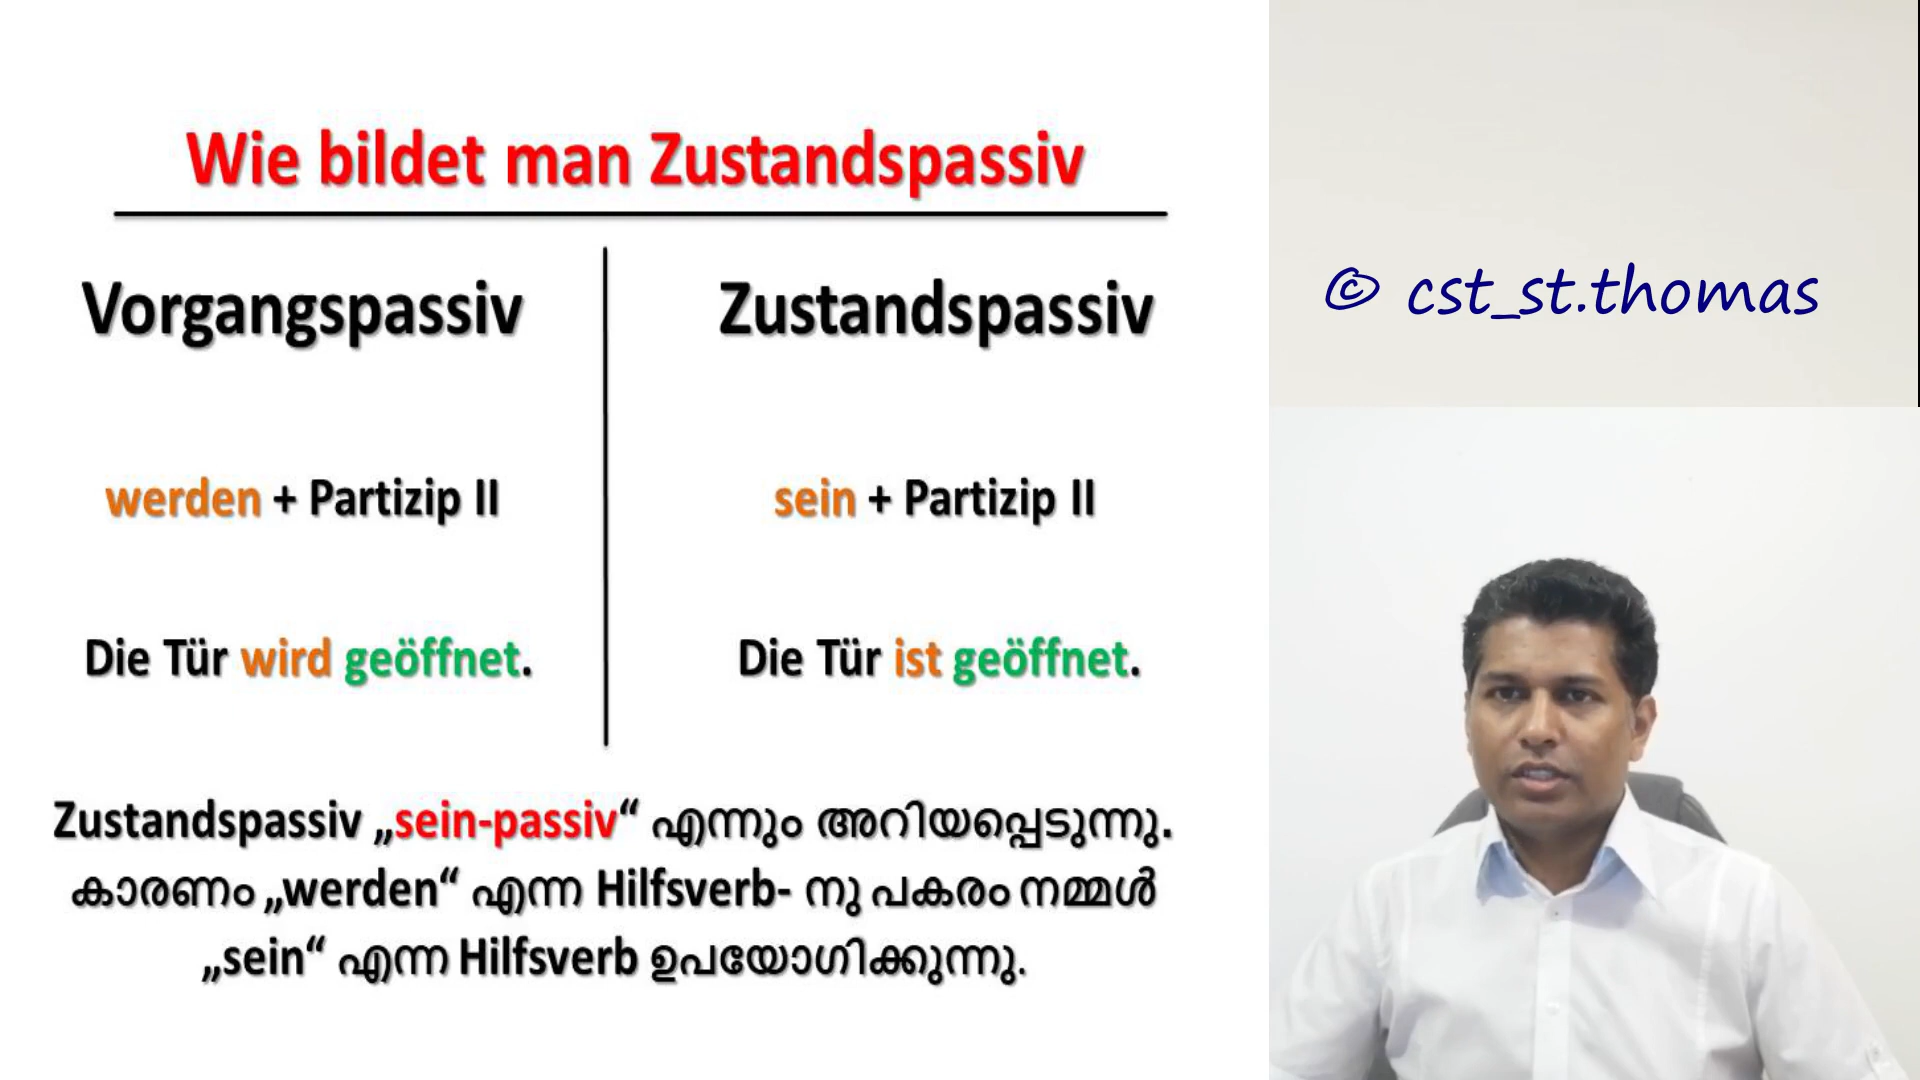 Wie bildet man Zustandspassiv
Vorgangspassiv
Zustandspassiv
werden + Partizip II
sein + Partizip II
Die Tür wird geöffnet.
Die Tür ist geöffnet.
Zustandspassiv „sein-passiv“ എന്നും അറിയപ്പെടുന്നു.
കാരണം „werden“ എന്ന Hilfsverb- നു പകരം നമ്മൾ
„sein“ എന്ന Hilfsverb ഉപയോഗിക്കുന്നു.
© cst_st.thomas